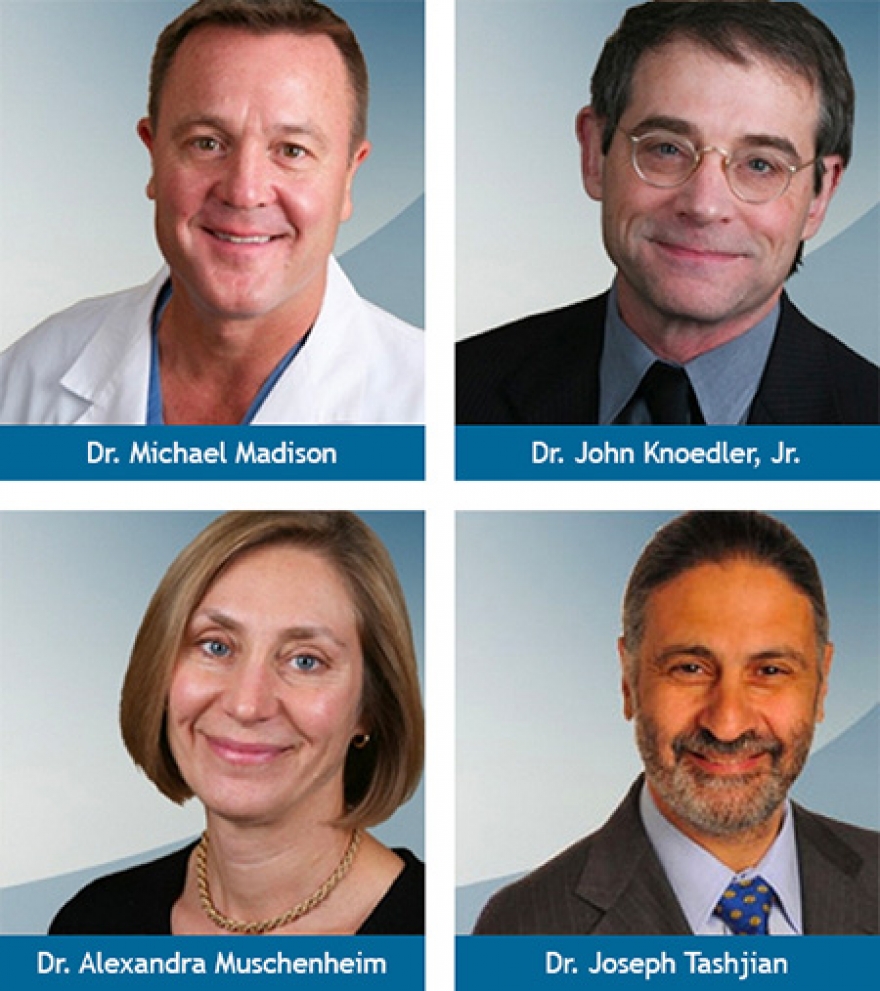 Dr. Michael Madison
Dr. John Knoedler, Jr.
Dr. Alexandra Muschenheim
Dr. Joseph Tashjian